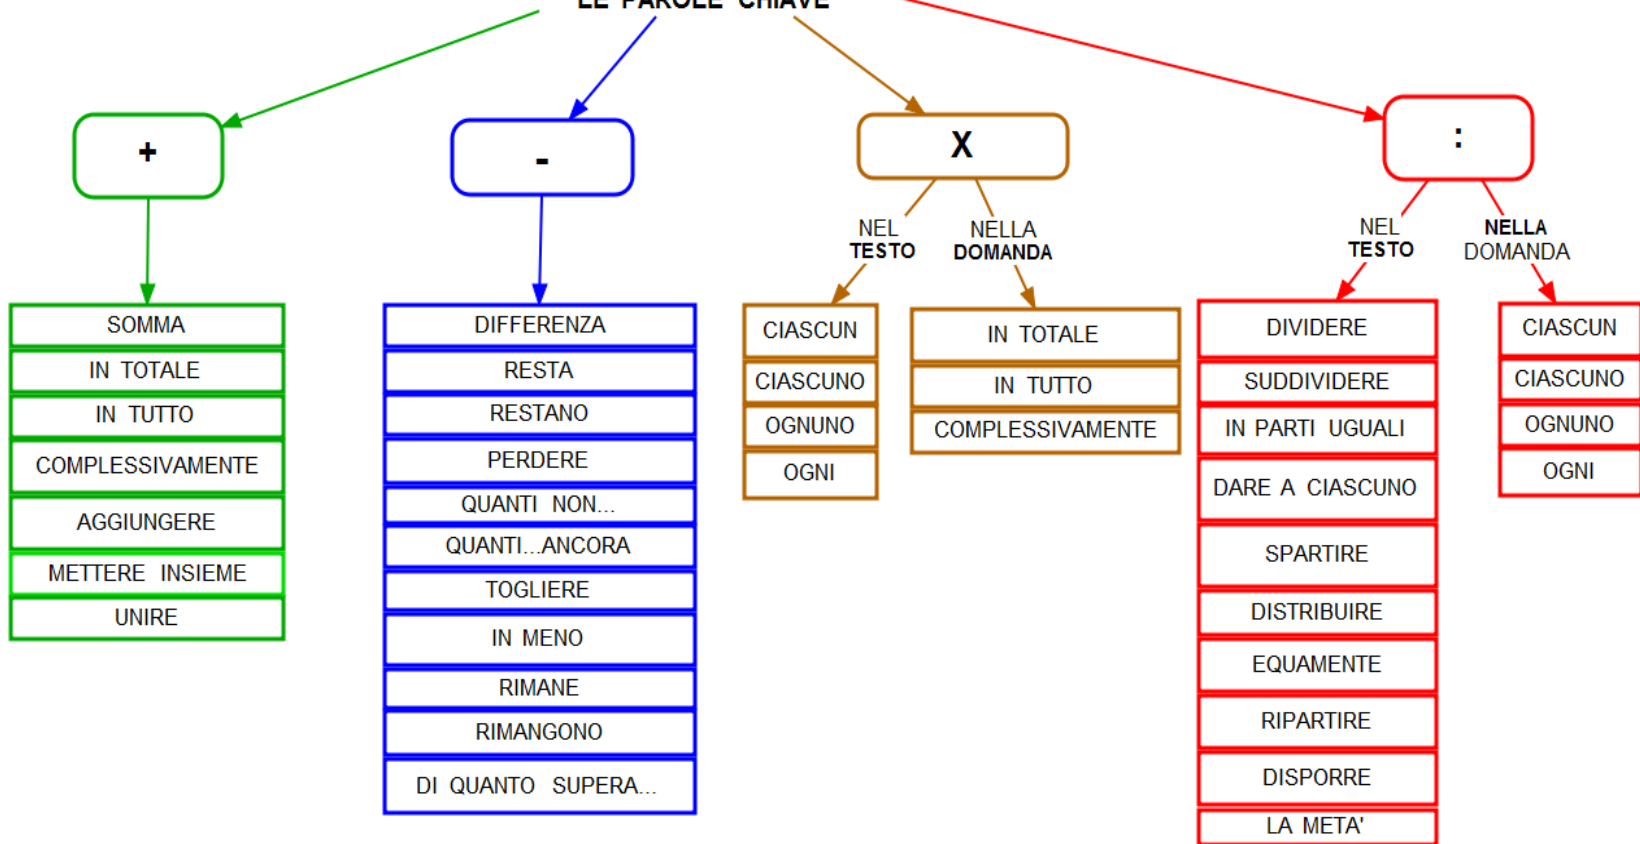 LE PAROLE CHIAVE
+
SOMMA
IN TOTALE
IN TUTTO
COMPLESSIVAMENTE
AGGIUNGERE
METTERE INSIEME
UNIRE
-
DIFFERENZA
RESTA
RESTANO
PERDERE
QUANTI NON...
QUANTI...ANCORA
TOGLIERE
IN MENO
RIMANE
RIMANGONO
DI QUANTO SUPERA...
X
NEL
TESTO
CIASCUN
CIASCUNO
OGNUNO
OGNI
NELLA
DOMANDA
IN TOTALE
IN TUTTO
COMPLESSIVAMENTE
:
NEL
TESTO
DIVIDERE
SUDDIVIDERE
IN PARTI UGUALI
DARE A CIASCUNO
SPARTIRE
DISTRIBUIRE
EQUAMENTE
RIPARTIRE
DISPORRE
LA META'
NELLA
DOMANDA
CIASCUN
CIASCUNO
OGNUNO
OGNI